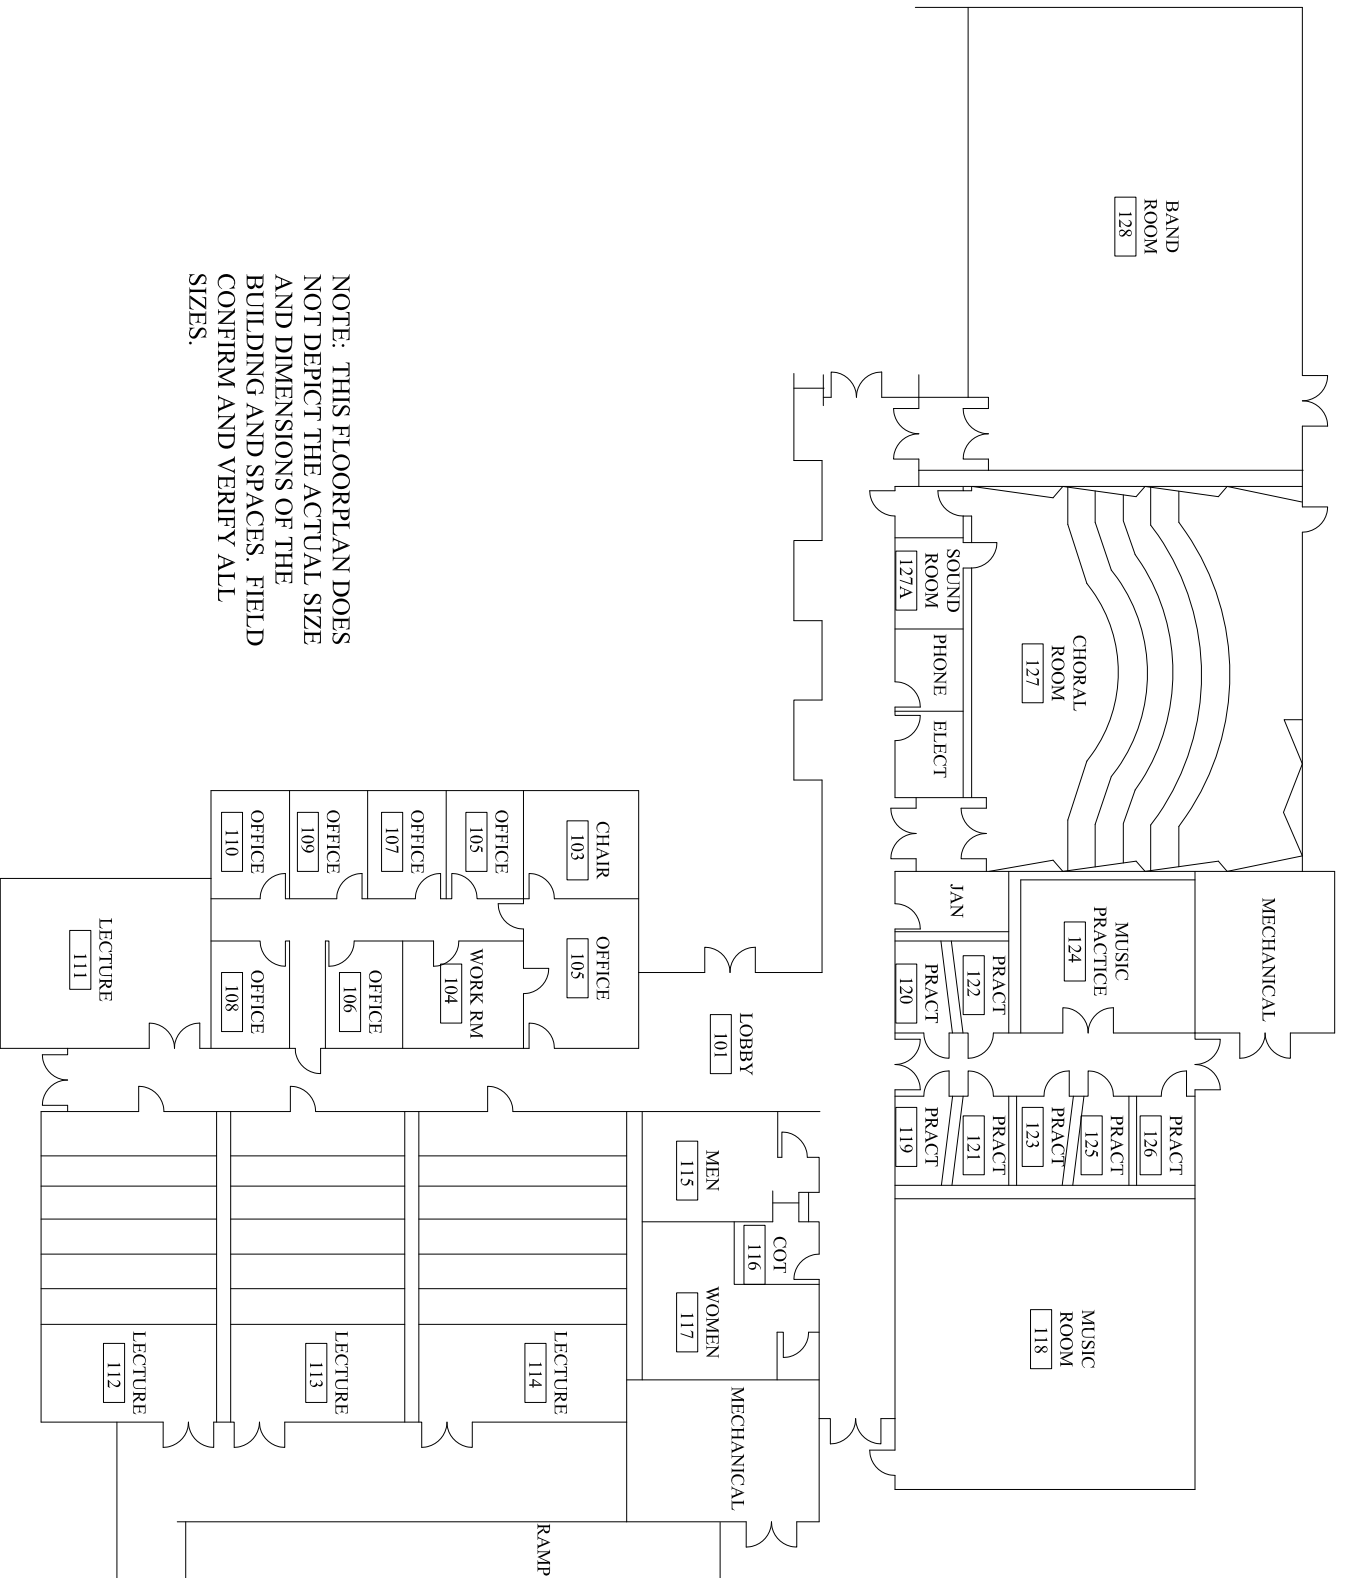 BAND
ROOM
128
CHORAL
ROOM
127
SOUND
ROOM
127A
PHONE
ELECT
MECHANICAL
MUSIC
PRACTICE
124
JAN
PRACT
122
PRACT
120
PRACT
126
PRACT
125
PRACT
123
PRACT
121
PRACT
119
MUSIC
ROOM
118
LOBBY
101
CHAIR
103
OFFICE
105
OFFICE
107
OFFICE
109
OFFICE
110
OFFICE
105
WORK RM
104
OFFICE
106
OFFICE
108
LECTURE
111
MEN
115
COT
116
WOMEN
117
MECHANICAL
LECTURE
114
LECTURE
113
LECTURE
112
RAMP
NOTE: THIS FLOORPLAN DOES
NOT DEPICT THE ACTUAL SIZE
AND DIMENSIONS OF THE
BUILDING AND SPACES. FIELD
CONFIRM AND VERIFY ALL
SIZES.